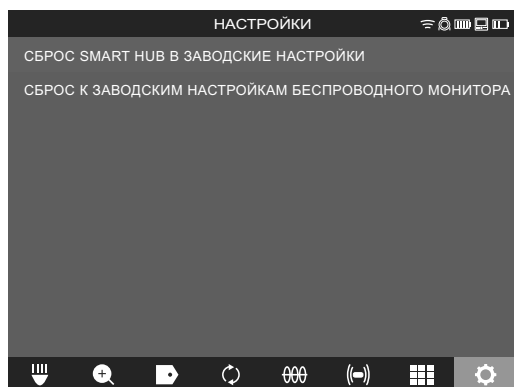 НАСТРОЙКИ
СБРОС SMART HUB В ЗАВОДСКИЕ НАСТРОЙКИ
СБРОС К ЗАВОДСКИМ НАСТРОЙКАМ БЕСПРОВОДНОГО МОНИТОРА